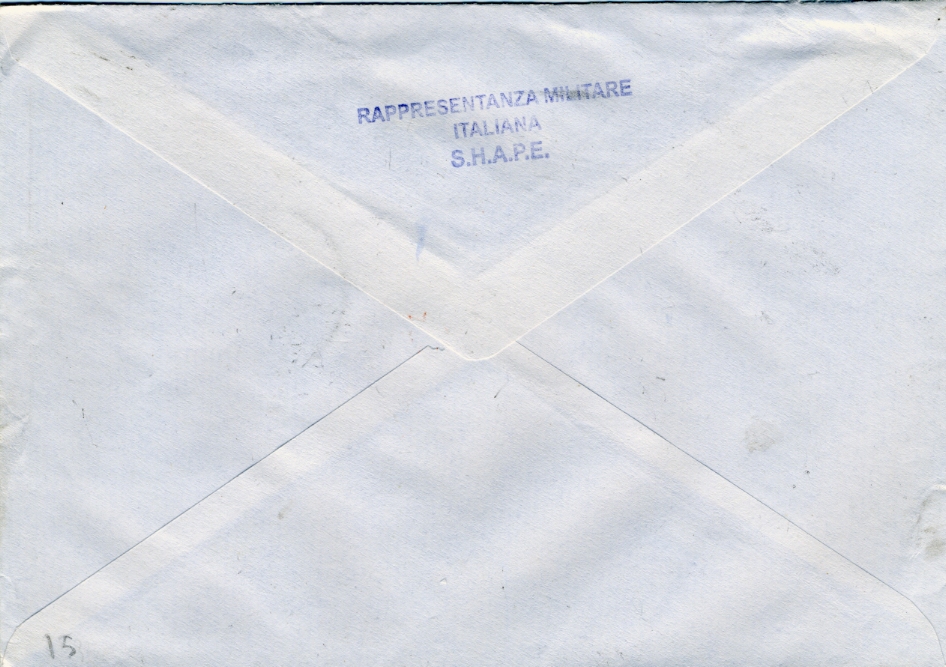 RAPPRESENTANZA MILITARE
ITALIANA
S.H.A.P.E.
15